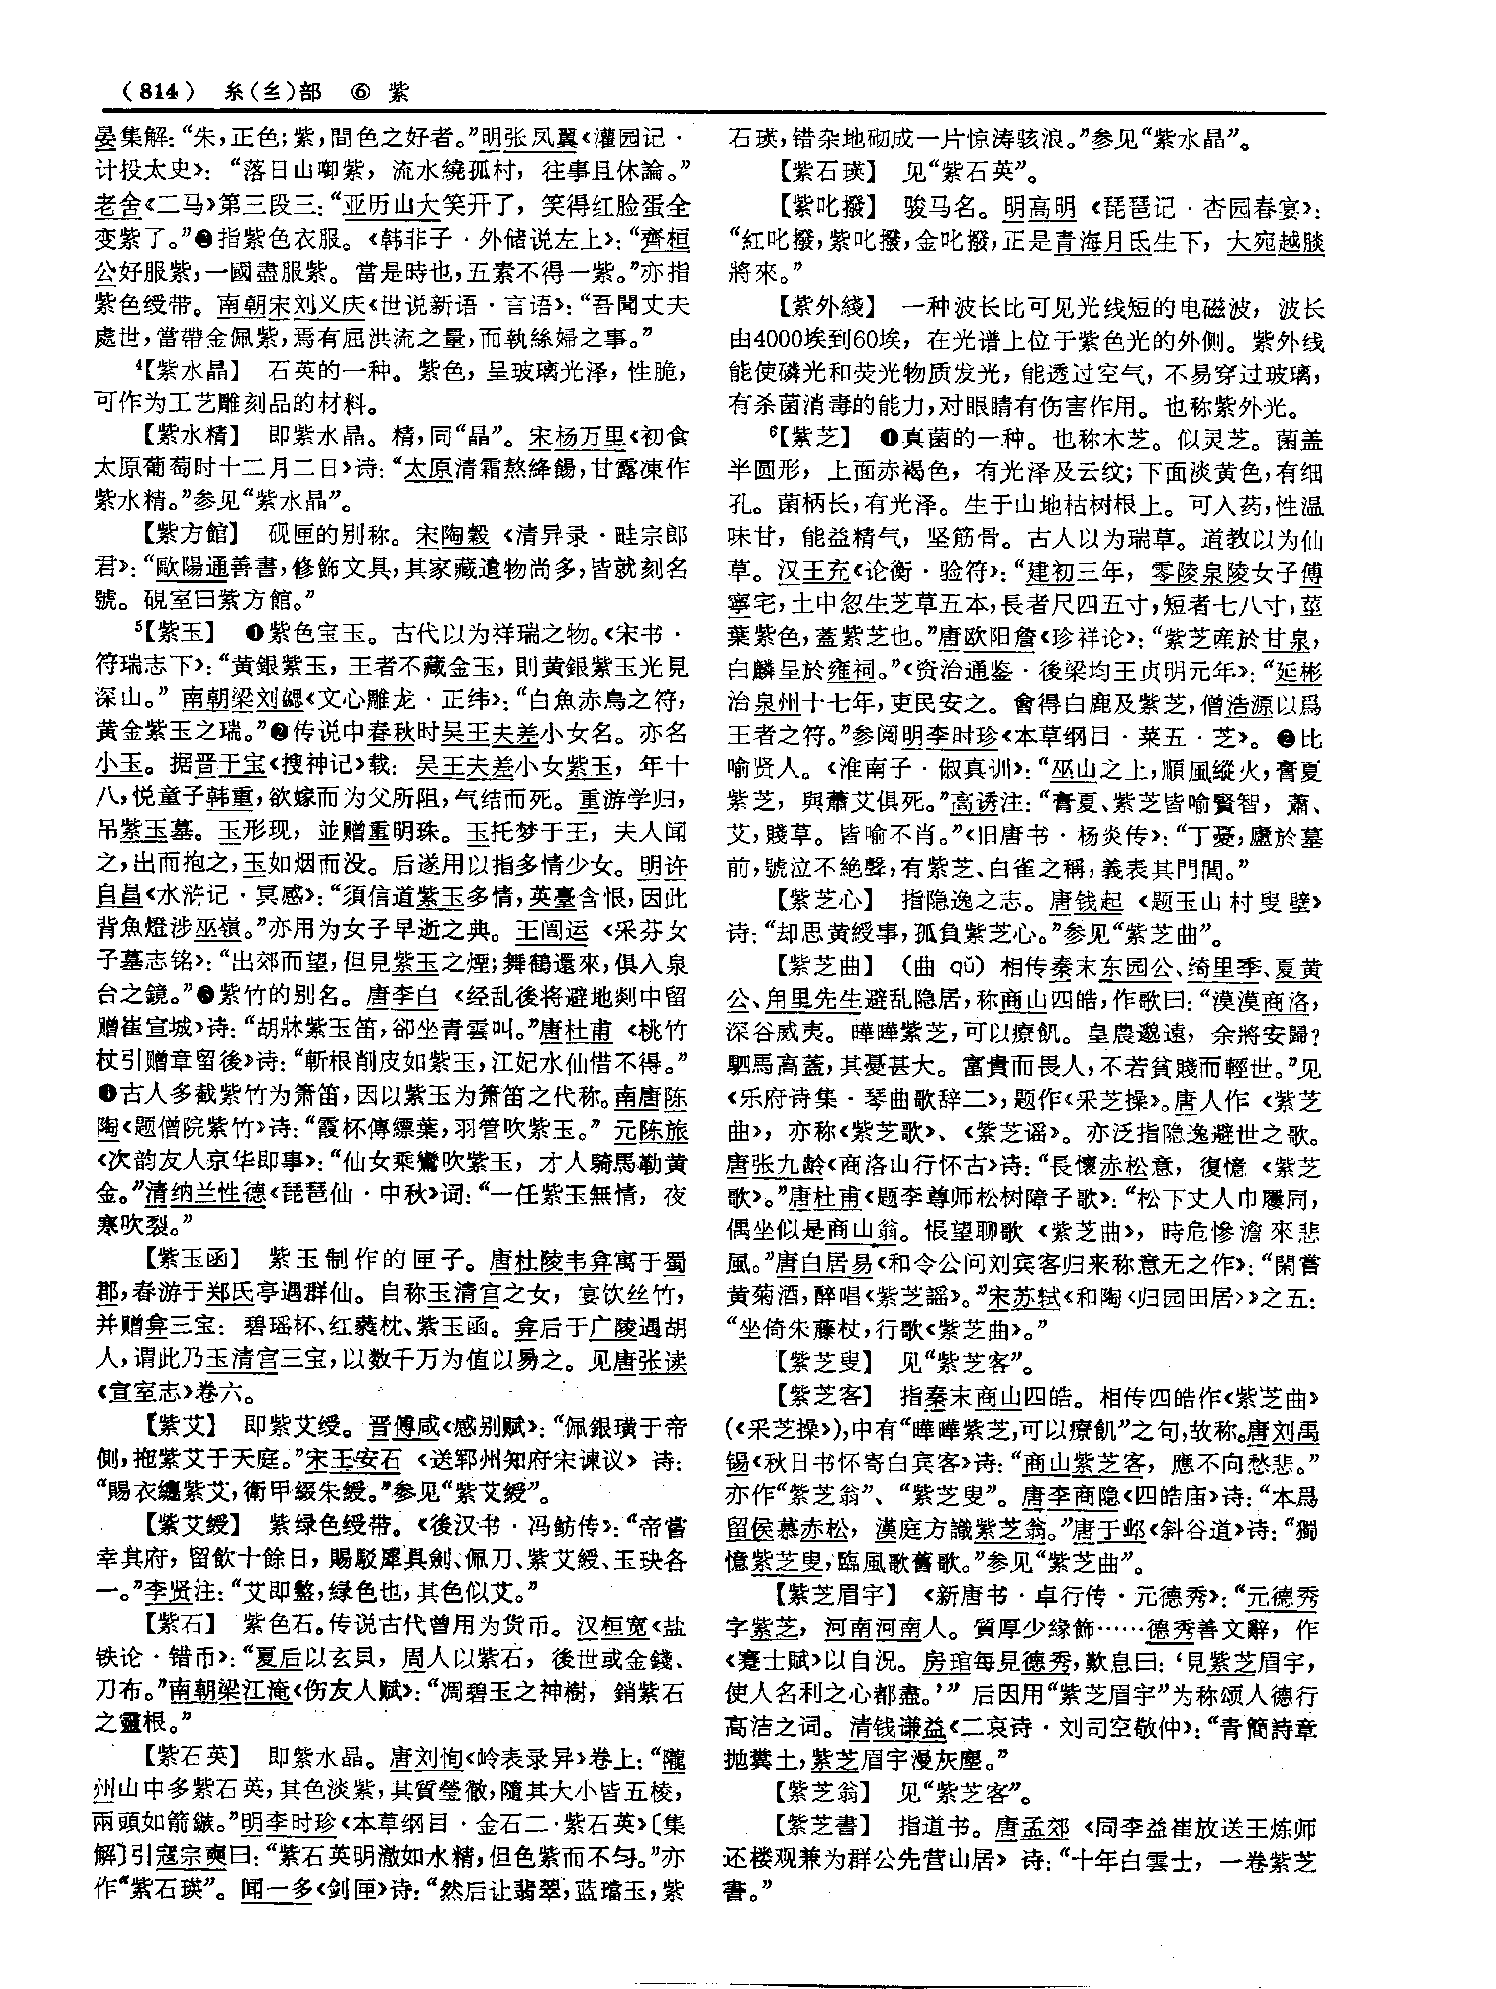 （814） 糸(糹)部 ⑥ 紫
晏集解：“朱，正色；紫，間色之好者。”明张凤翼《灌园记·
计投太史》：“落日山啣紫，流水繞孤村，往事且休論。”
老舍《二马》第三段三：“亚历山大笑开了，笑得红脸蛋全
变紫了。”❷指紫色衣服。《韩非子·外储说左上》：“齊桓
公好服紫，一國盡服紫。當是時也，五素不得一紫。”亦指
紫色绶带。南朝宋刘义庆《世说新语·言语》：“吾聞丈夫
處世，當帶金佩紫，焉有屈洪流之量，而執絲婦之事。”
4【紫水晶】 石英的一种。紫色，呈玻璃光泽，性脆，
可作为工艺雕刻品的材料。
【紫水精】 即紫水晶。精，同“晶”。宋杨万里《初食
太原葡萄时十二月二日》诗：“太原清霜熬絳餳，甘露凍作
紫水精。”参见“紫水晶”。
【紫方館】 砚匣的别称。宋陶穀《清异录·畦宗郎
君》：“歐陽通善書，修飾文具，其家藏遺物尚多，皆就刻名
號。硯室曰紫方館。”
5【紫玉】 ❶紫色宝玉。古代以为祥瑞之物。《宋书·
符瑞志下》：“黄銀紫玉，王者不藏金玉，則黄銀紫玉光見
深山。”南朝梁刘勰《文心雕龙·正纬》：“白魚赤烏之符，
黄金紫玉之瑞。”❷传说中春秋时吴王夫差小女名。亦名
小玉。据晋干宝《搜神记》载：吴王夫差小女紫玉，年十
八，悦童子韩重，欲嫁而为父所阻，气结而死。重游学归，
吊紫玉墓。玉形现，並赠重明珠。玉托梦于王，夫人闻
之，出而抱之，玉如烟而没。后遂用以指多情少女。明许
自昌《水浒记·冥感》：“須信道紫玉多情，英臺含恨，因此
背魚燈涉巫嶺。”亦用为女子早逝之典。王闿运《采芬女
子墓志铭》：“出郊而望，但見紫玉之煙；舞鶴還來，俱入泉
台之鏡。”❸紫竹的别名。唐李白《经乱後将避地剡中留
赠崔宣城》诗：“胡牀紫玉笛，卻坐青雲叫。”唐杜甫《桃竹
杖引赠章留後》诗：“斬根削皮如紫玉，江妃水仙惜不得。”
❹古人多截紫竹为箫笛，因以紫玉为箫笛之代称。南唐陈
陶《题僧院紫竹》诗：“霞杯傳縹葉，羽管吹紫玉。”元陈旅
《次韵友人京华即事》：“仙女乘鸞吹紫玉，才人騎馬勒黄
金。”清纳兰性德《琵琶仙·中秋》词：“一任紫玉無情，夜
寒吹裂。”
【紫玉函】 紫玉制作的匣子。唐杜陵韦弇寓于蜀
郡，春游于郑氏亭遇群仙。自称玉清宫之女，宴饮丝竹，
并赠弇三宝：碧瑶杯、红蕤枕、紫玉函。弇后于广陵遇胡
人，谓此乃玉清宫三宝，以数千万为值以易之。见唐张读
《宣室志》卷六。
【紫艾】 即紫艾绶。晋傅咸《感别赋》：“佩銀璜于帝
側，拖紫艾于天庭。”宋王安石《送郓州知府宋谏议》诗：
“賜衣纏紫艾，衛甲綴朱綅。”参见“紫艾綬”。
【紫艾綬】 紫绿色绶带。《後汉书·冯鲂传》：“帝嘗
幸其府，留飲十餘日，賜駁犀具劍、佩刀、紫艾綬、玉玦各
一。”李贤注：“艾即盭，緑色也，其色似艾。”
【紫石】 紫色石。传说古代曾用为货币。汉桓宽《盐
铁论·错币》：“夏后以玄貝，周人以紫石，後世或金錢、
刀布。”南朝梁江淹《伤友人赋》：“凋碧玉之神樹，銷紫石
之靈根。”
【紫石英】 即紫水晶。唐刘恂《岭表录异》卷上：“隴
州山中多紫石英，其色淡紫，其質瑩徹，隨其大小皆五棱，
兩頭如箭鏃。”明李时珍《本草纲目·金石二·紫石英》〔集
解〕引寇宗奭曰：“紫石英明澈如水精，但色紫而不匀。”亦
作“紫石瑛”。闻一多《剑匣》诗：“然后让翡翠，蓝璫玉，紫
石瑛，错杂地砌成一片惊涛骇浪。”参见“紫水晶”。
【紫石瑛】 见“紫石英”。
【紫叱撥】 骏马名。明高明《琵琶记·杏园春宴》：
“紅叱撥，紫叱撥，金叱撥，正是青海月氐生下，大宛越賧
將來。”
【紫外綫】 一种波长比可见光线短的电磁波，波长
由4000埃到60埃，在光谱上位于紫色光的外侧。紫外线
能使磷光和荧光物质发光，能透过空气，不易穿过玻璃，
有杀菌消毒的能力，对眼睛有伤害作用。也称紫外光。
6【紫芝】 ❶真菌的一种。也称木芝。似灵芝。菌盖
半圆形，上面赤褐色，有光泽及云纹；下面淡黄色，有细
孔。菌柄长，有光泽。生于山地枯树根上。可入药，性温
味甘，能益精气，坚筋骨。古人以为瑞草。道教以为仙
草。汉王充《论衡·验符》：“建初三年，零陵泉陵女子傅
寧宅，土中忽生芝草五本，長者尺四五寸，短者七八寸，莖
葉紫色，蓋紫芝也。”唐欧阳詹《珍祥论》：“紫芝産於甘泉，
白麟呈於雍祠。”《资治通鉴·後梁均王贞明元年》：“延彬
治泉州十七年，吏民安之。會得白鹿及紫芝，僧浩源以爲
王者之符。”参阅明李时珍《本草纲目·菜五·芝》。❷比
喻贤人。《淮南子·俶真训》：“巫山之上，順風縱火，膏夏
紫芝，與蕭艾俱死。”高诱注：“膏夏、紫芝皆喻賢智，蕭、
艾，賤草。皆喻不肖。”《旧唐书·杨炎传》：“丁憂，廬於墓
前，號泣不絶聲，有紫芝、白雀之稱，義表其門閭。”
【紫芝心】 指隐逸之志。唐钱起《题玉山村叟壁》
诗：“却思黄綬事，孤負紫芝心。”参见“紫芝曲”。
【紫芝曲】（曲 qǔ）相传秦末东园公、绮里季、夏黄
公、甪里先生避乱隐居，称商山四皓，作歌曰：“漠漠商洛，
深谷威夷。曄曄紫芝，可以療飢。皇農邈遠，余將安歸？
駟馬高蓋，其憂甚大。富貴而畏人，不若貧賤而輕世。”见
《乐府诗集·琴曲歌辞二》，题作《采芝操》。唐人作《紫芝
曲》，亦称《紫芝歌》、《紫芝谣》。亦泛指隐逸避世之歌。
唐张九龄《商洛山行怀古》诗：“長懷赤松意，復憶《紫芝
歌》。”唐杜甫《题李尊师松树障子歌》：“松下丈人巾屨同，
偶坐似是商山翁。悵望聊歌《紫芝曲》，時危慘澹來悲
風。”唐白居易《和令公问刘宾客归来称意无之作》：“閑嘗
黄菊酒，醉唱《紫芝謡》。”宋苏轼《和陶〈归园田居〉》之五：
“坐倚朱藤杖，行歌《紫芝曲》。”
【紫芝叟】 见“紫芝客”。
【紫芝客】 指秦末商山四皓。相传四皓作《紫芝曲》
（《采芝操》），中有“曄曄紫芝，可以療飢”之句，故称。唐刘禹
锡《秋日书怀寄白宾客》诗：“商山紫芝客，應不向愁悲。”
亦作“紫芝翁”、“紫芝叟”。唐李商隐《四皓庙》诗：“本爲
留侯慕赤松，漢庭方識紫芝翁。”唐于邺《斜谷道》诗：“獨
憶紫芝叟，臨風歌舊歌。”参见“紫芝曲”。
【紫芝眉宇】《新唐书·卓行传·元德秀》：“元德秀
字紫芝，河南河南人。質厚少緣飾……德秀善文辭，作
《蹇士賦》以自況。房琯每見德秀，歎息曰：‘見紫芝眉宇，
使人名利之心都盡。’”后因用“紫芝眉宇”为称颂人德行
高洁之词。清钱谦益《二哀诗·刘司空敬仲》：“青簡詩章
抛糞土，紫芝眉宇漫灰塵。”
【紫芝翁】 见“紫芝客”。
【紫芝書】 指道书。唐孟郊《同李益崔放送王炼师
还楼观兼为群公先营山居》诗：“十年白雲士，一卷紫芝
書。”